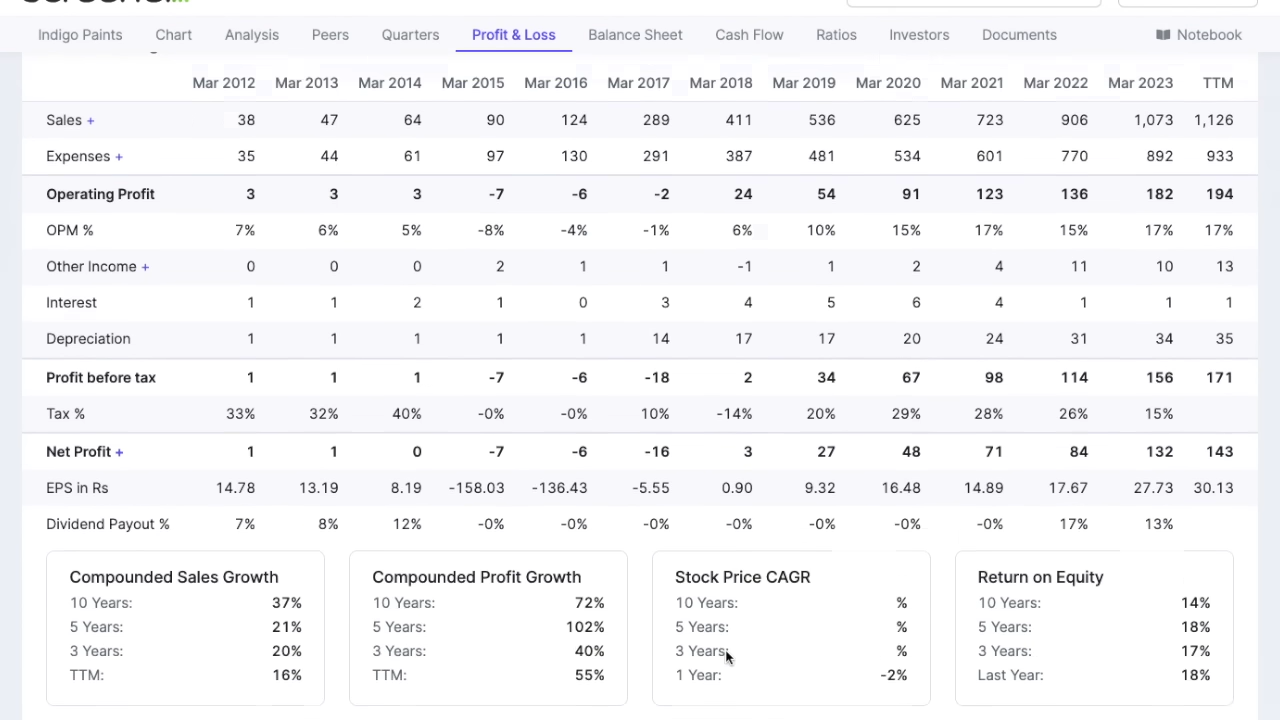 Indigo Paints Chart Analysis Peers Quarters Profit & Loss Balance Sheet Cash Flow Ratios Investors Documents Notebook
Mar 2012 Mar 2013 Mar 2014 Mar 2015 Mar 2016 Mar 2017 Mar 2018 Mar 2019 Mar 2020 Mar 2021 Mar 2022 Mar 2023 TTM
Sales + 38 47 64 90 124 289 411 536 625 723 906 1,073 1,126
Expenses + 35 44 61 97 130 291 387 481 534 601 770 892 933
Operating Profit 3 3 3 -7 -6 -2 24 54 91 123 136 182 194
OPM % 7% 6% 5% -8% -4% -1% 6% 10% 15% 17% 15% 17% 17%
Other Income + 0 0 0 2 1 1 -1 1 2 4 11 10 13
Interest 1 1 2 1 0 3 4 5 6 4 1 1 1
Depreciation 1 1 1 1 1 14 17 17 20 24 31 34 35
Profit before tax 1 1 1 -7 -6 -18 2 34 67 98 114 156 171
Tax % 33% 32% 40% -0% -0% 10% -14% 20% 29% 28% 26% 15%
Net Profit + 1 1 0 -7 -6 -16 3 27 48 71 84 132 143
EPS in Rs 14.78 13.19 8.19 -158.03 -136.43 -5.55 0.90 9.32 16.48 14.89 17.67 27.73 30.13
Dividend Payout % 7% 8% 12% -0% -0% -0% -0% -0% -0% -0% 17% 13%
Compounded Sales Growth
10 Years: 37%
5 Years: 21%
3 Years: 20%
TTM: 16%
Compounded Profit Growth
10 Years: 72%
5 Years: 102%
3 Years: 40%
TTM: 55%
Stock Price CAGR
10 Years: %
5 Years: %
3 Years: %
1 Year: -2%
Return on Equity
10 Years: 14%
5 Years: 18%
3 Years: 17%
Last Year: 18%